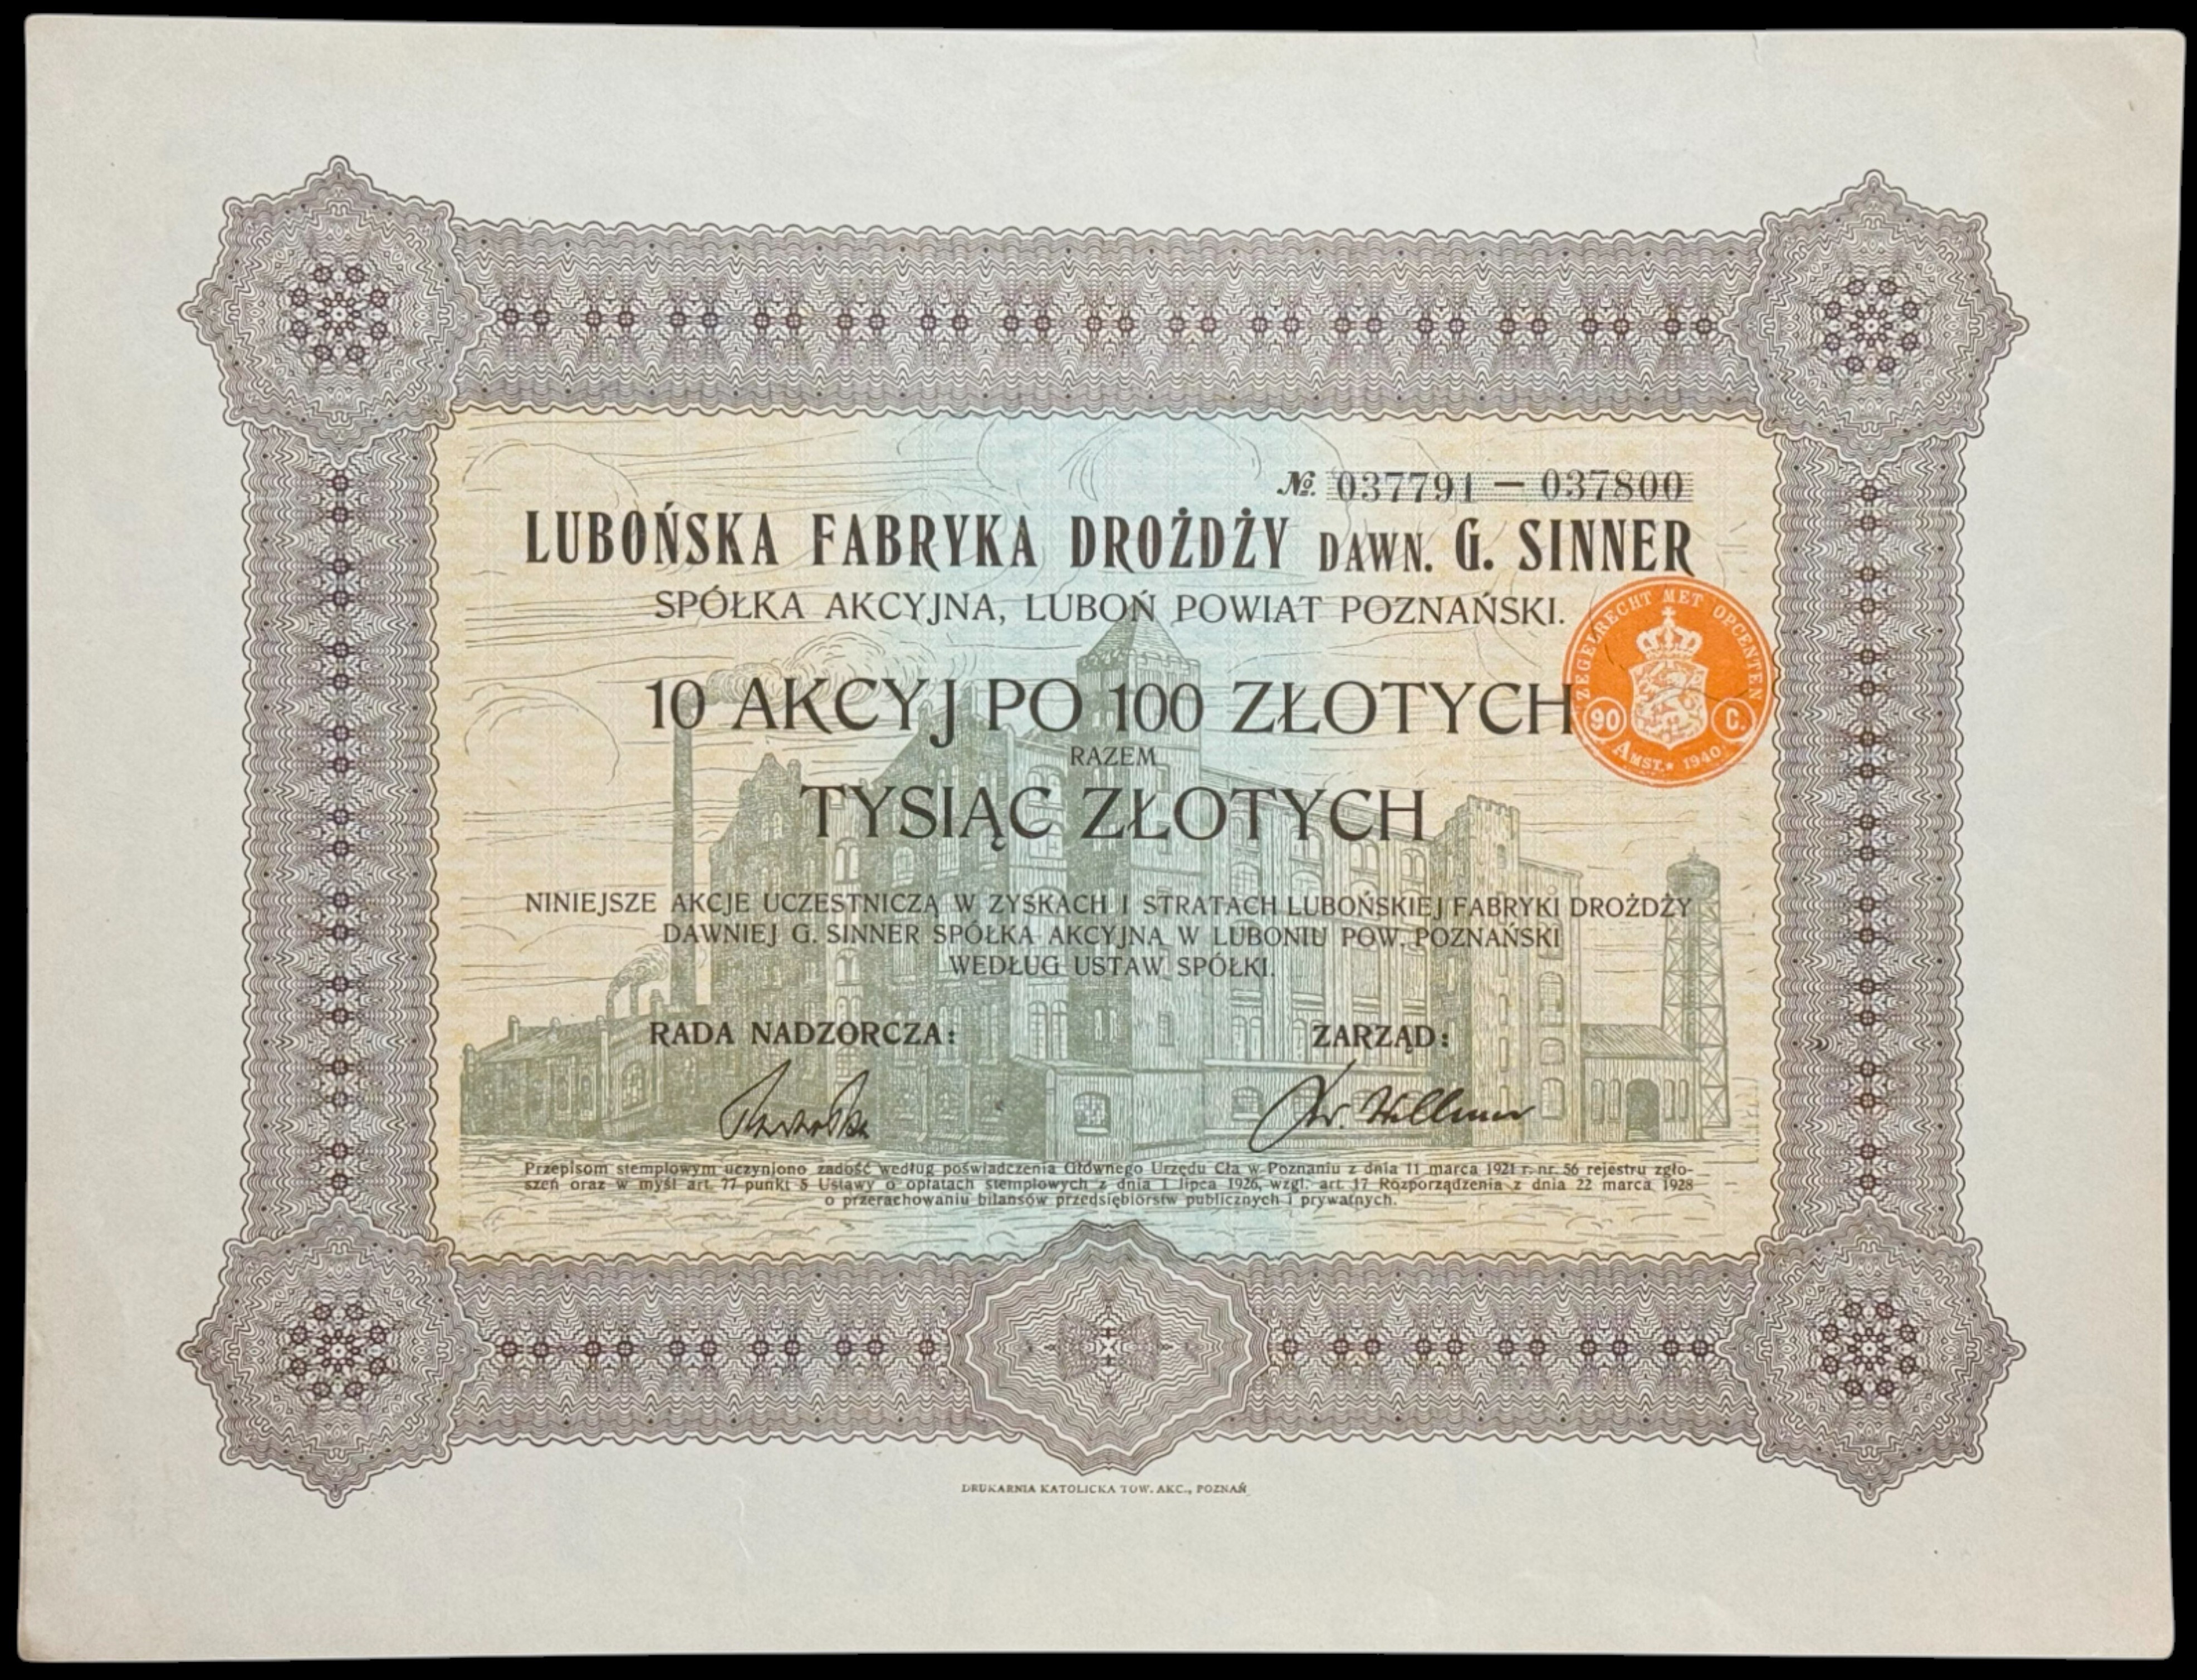 №. 037791 — 037800
LUBOŃSKA FABRYKA DROŻDŻY DAWN. G. SINNER
SPÓŁKA AKCYJNA, LUBOŃ POWIAT POZNAŃSKI.
ZEGELRECHT MET OPCENTEN
90 C.
AMST. * 1940.
10 AKCYJ PO 100 ZŁOTYCH
RAZEM
TYSIĄC ZŁOTYCH
NINIEJSZE AKCJE UCZESTNICZĄ W ZYSKACH I STRATACH LUBOŃSKIEJ FABRYKI DROŻDŻY
DAWNIEJ G. SINNER SPÓŁKA AKCYJNA W LUBONIU POW. POZNAŃSKI
WEDŁUG USTAW SPÓŁKI.
RADA NADZORCZA: ZARZĄD:
Przepisom stemplowym uczyniono zadość według poświadczenia Głównego Urzędu Cła w Poznaniu z dnia 11 marca 1921 r. nr. 56 rejestru zgło-
szeń oraz w myśl art. 77 punkt 5 Ustawy o opłatach stemplowych z dnia 1 lipca 1926, wzgl. art. 17 Rozporządzenia z dnia 22 marca 1928
o przerachowaniu bilansów przedsiębiorstw publicznych i prywatnych.
DRUKARNIA KATOLICKA TOW. AKC., POZNAŃ